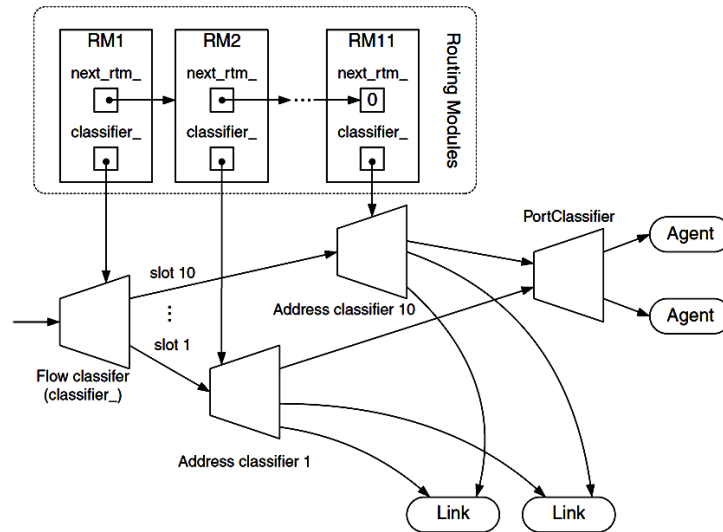 RM1
RM2
RM11
next_rtm_
next_rtm_
next_rtm_
0
classifier_
classifier_
classifier_
Routing Modules
PortClassifier
Agent
Agent
slot 10
Address classifier 10
slot 1
Flow classifer
(classifier_)
Address classifier 1
Link
Link